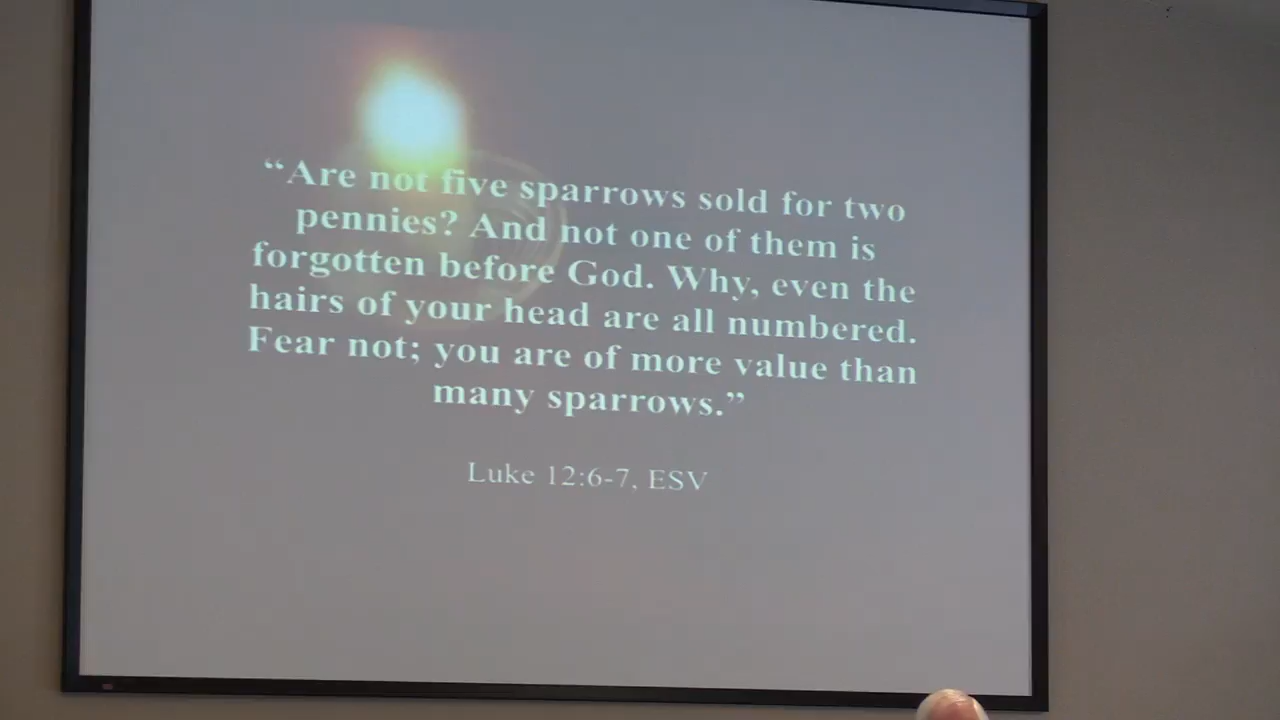 “Are not five sparrows sold for two
pennies? And not one of them is
forgotten before God. Why, even the
hairs of your head are all numbered.
Fear not; you are of more value than
many sparrows.”
Luke 12:6-7, ESV